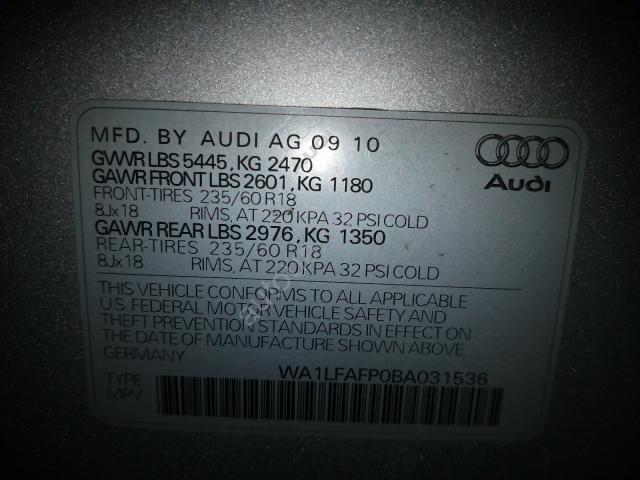 MFD. BY AUDI AG 09 10
GVWR LBS 5445, KG 2470
GAWR FRONT LBS 2601, KG 1180
FRONT-TIRES 235/60 R18
8Jx18 RIMS, AT 220 KPA 32 PSI COLD
GAWR REAR LBS 2976, KG 1350
REAR-TIRES 235/60 R18
8Jx18 RIMS, AT 220 KPA 32 PSI COLD
THIS VEHICLE CONFORMS TO ALL APPLICABLE
U.S. FEDERAL MOTOR VEHICLE SAFETY AND
THEFT PREVENTION STANDARDS IN EFFECT ON
THE DATE OF MANUFACTURE SHOWN ABOVE.
GERMANY
WA1LFAFP0BA031536
TYPE
MPV
Audi